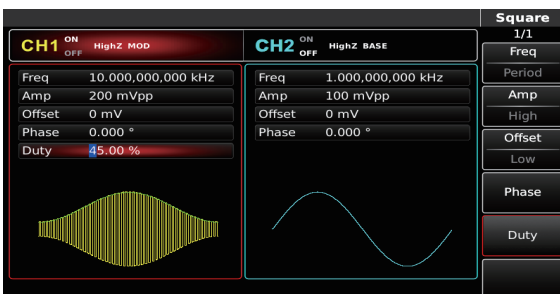 Square
1/1
CH1 ON OFF HighZ MOD
CH2 ON OFF HighZ BASE
Freq 10.000,000,000 kHz
Amp 200 mVpp
Offset 0 mV
Phase 0.000 °
Duty 45.00 %
Freq 1.000,000,000 kHz
Amp 100 mVpp
Offset 0 mV
Phase 0.000 °
Freq
Period
Amp
High
Offset
Low
Phase
Duty